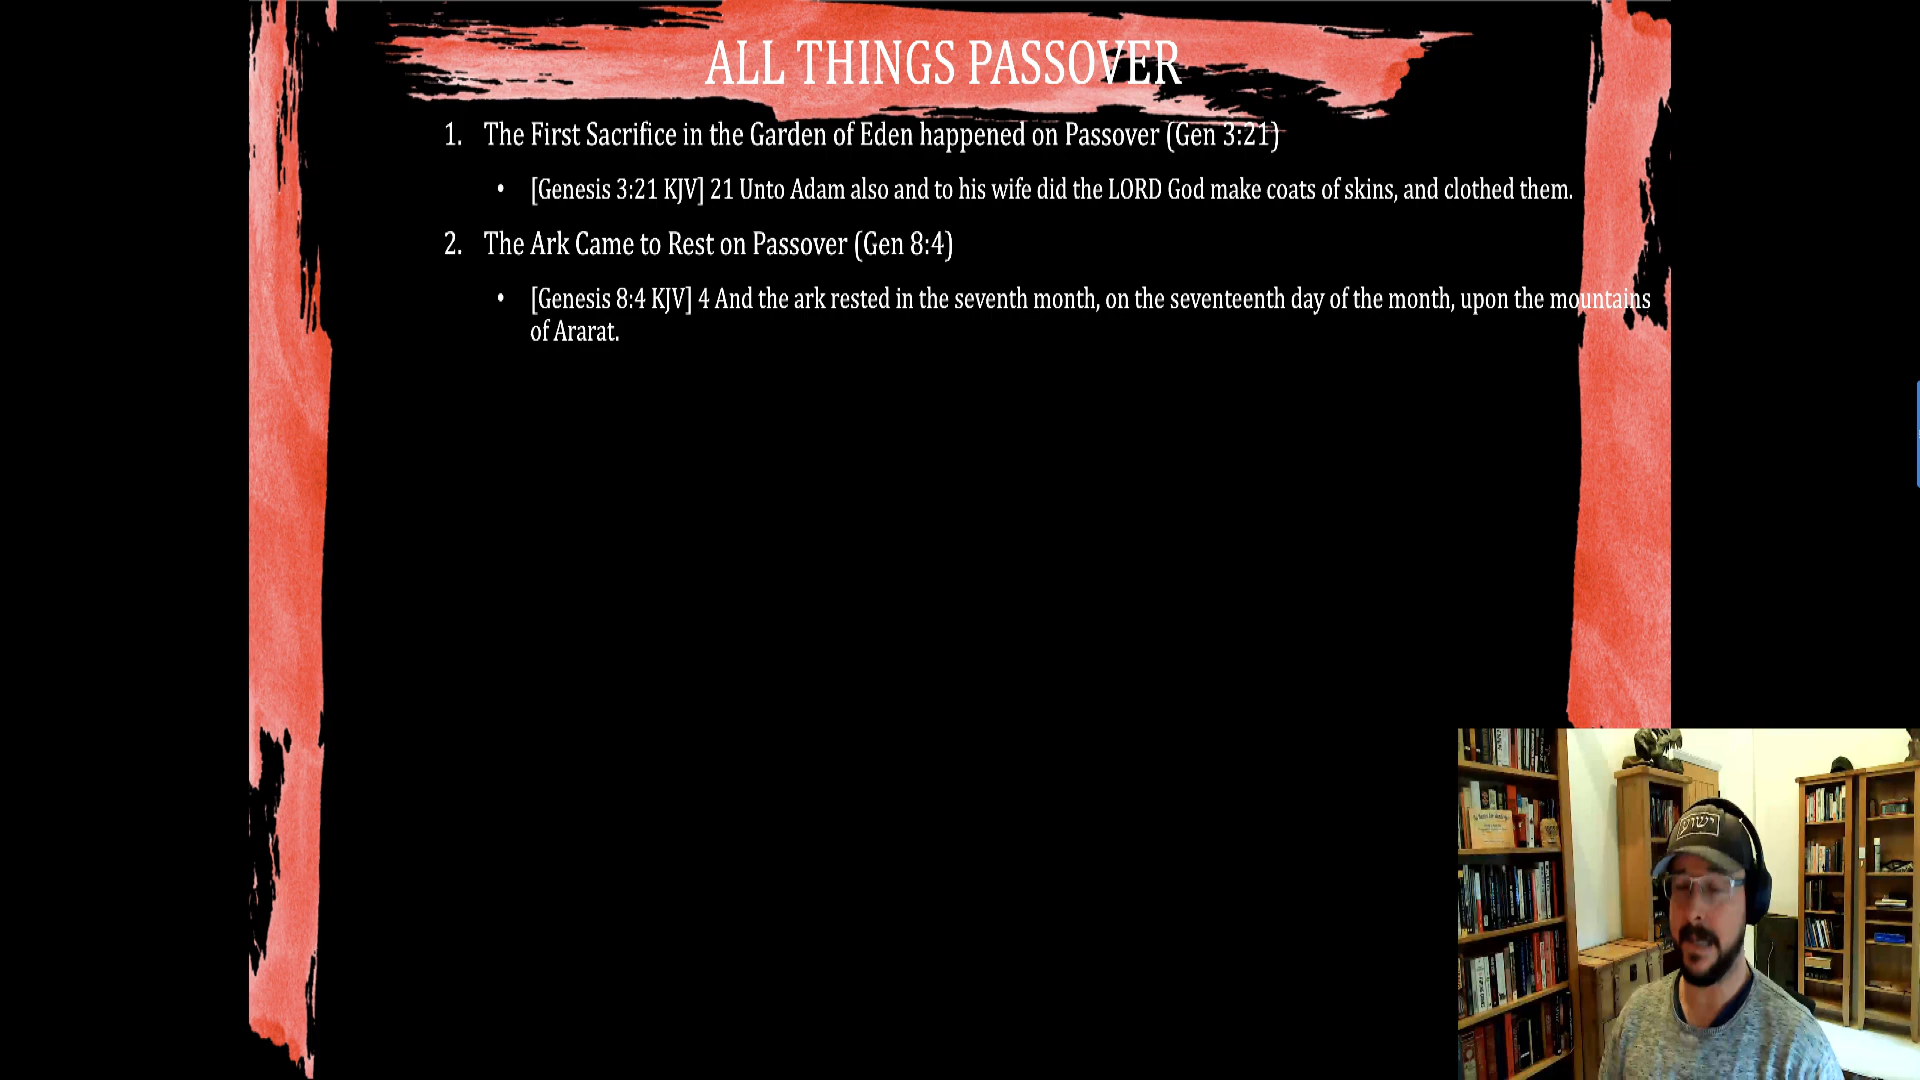 ALL THINGS PASSOVER
1. The First Sacrifice in the Garden of Eden happened on Passover (Gen 3:21)
• [Genesis 3:21 KJV] 21 Unto Adam also and to his wife did the LORD God make coats of skins, and clothed them.
2. The Ark Came to Rest on Passover (Gen 8:4)
• [Genesis 8:4 KJV] 4 And the ark rested in the seventh month, on the seventeenth day of the month, upon the mountains
of Ararat.
ישוע